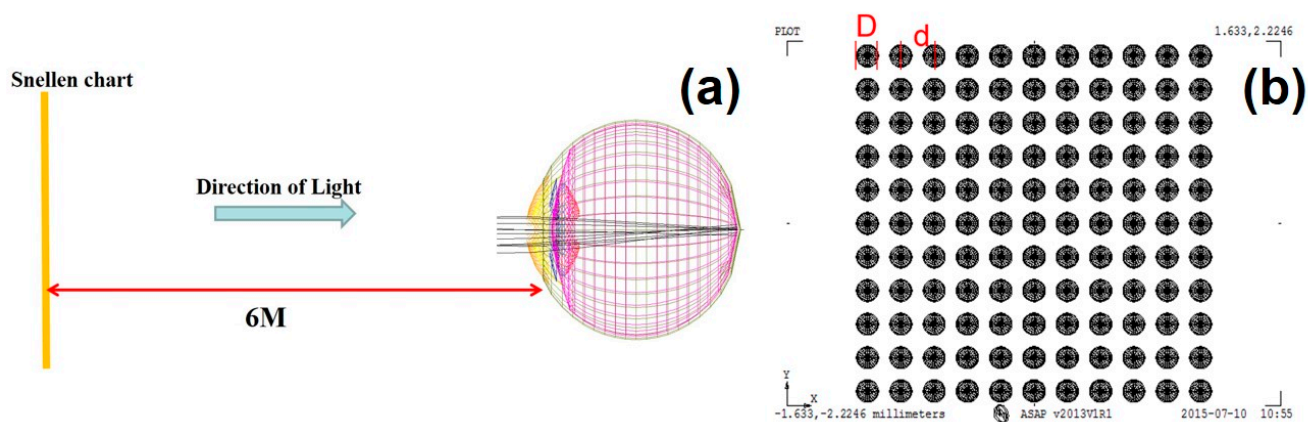 Snellen chart
Direction of Light
6M
(a)
PLOT
1.633,2.2246
D
d
(b)
Y
X
-1.633,-2.2246 millimeters
ASAP v2013V1R1
2015-07-10 10:55